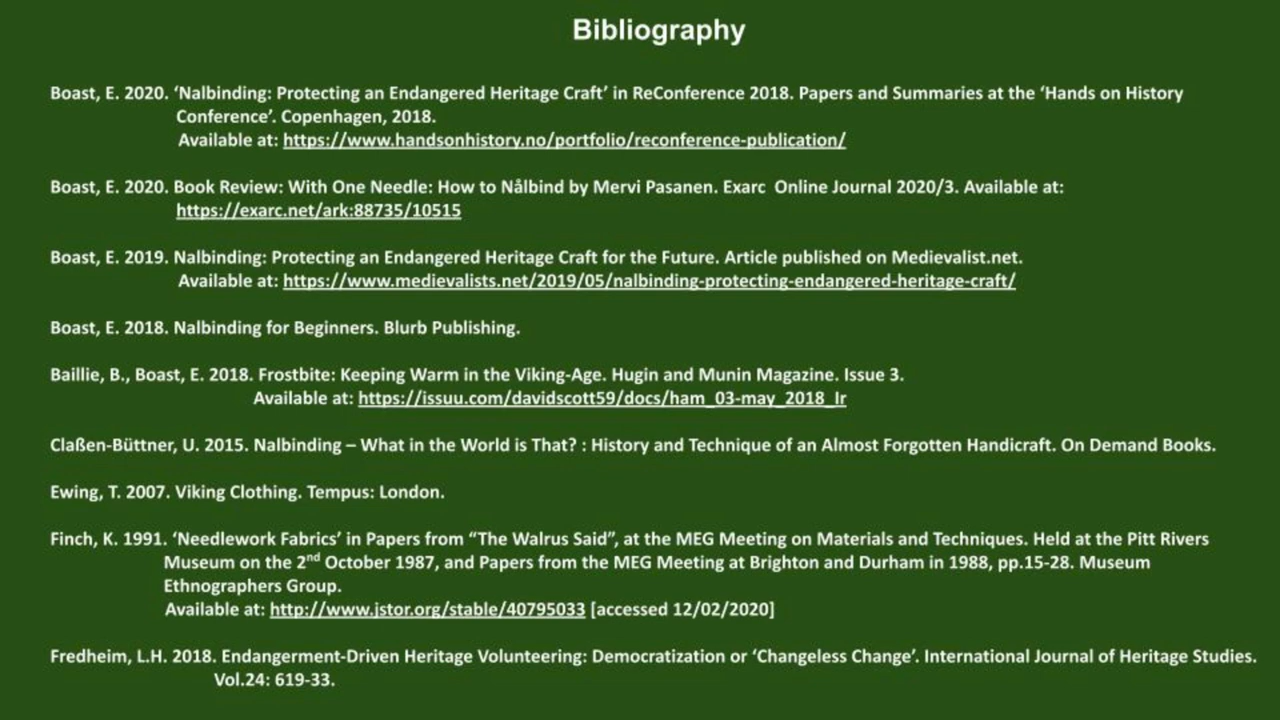 Bibliography
Boast, E. 2020. ‘Nalbinding: Protecting an Endangered Heritage Craft’ in ReConference 2018. Papers and Summaries at the ‘Hands on History
Conference’. Copenhagen, 2018.
Available at: https://www.handsonhistory.no/portfolio/reconference-publication/
Boast, E. 2020. Book Review: With One Needle: How to Nålbind by Mervi Pasanen. Exarc Online Journal 2020/3. Available at:
https://exarc.net/ark:88735/10515
Boast, E. 2019. Nalbinding: Protecting an Endangered Heritage Craft for the Future. Article published on Medievalist.net.
Available at: https://www.medievalists.net/2019/05/nalbinding-protecting-endangered-heritage-craft/
Boast, E. 2018. Nalbinding for Beginners. Blurb Publishing.
Baillie, B., Boast, E. 2018. Frostbite: Keeping Warm in the Viking-Age. Hugin and Munin Magazine. Issue 3.
Available at: https://issuu.com/davidscott59/docs/ham_03-may_2018_lr
Claßen-Büttner, U. 2015. Nalbinding – What in the World is That? : History and Technique of an Almost Forgotten Handicraft. On Demand Books.
Ewing, T. 2007. Viking Clothing. Tempus: London.
Finch, K. 1991. ‘Needlework Fabrics’ in Papers from “The Walrus Said”, at the MEG Meeting on Materials and Techniques. Held at the Pitt Rivers
Museum on the 2nd October 1987, and Papers from the MEG Meeting at Brighton and Durham in 1988, pp.15-28. Museum
Ethnographers Group.
Available at: http://www.jstor.org/stable/40795033 [accessed 12/02/2020]
Fredheim, L.H. 2018. Endangerment-Driven Heritage Volunteering: Democratization or ‘Changeless Change’. International Journal of Heritage Studies.
Vol.24: 619-33.